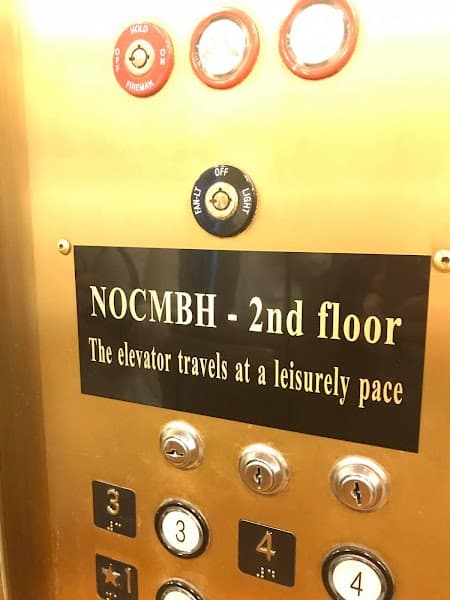 HOLD
OFF
ON
FIREMAN
OFF
FAN-LT
LIGHT
NOCMBH - 2nd floor
The elevator travels at a leisurely pace
3
3
4
4
★1